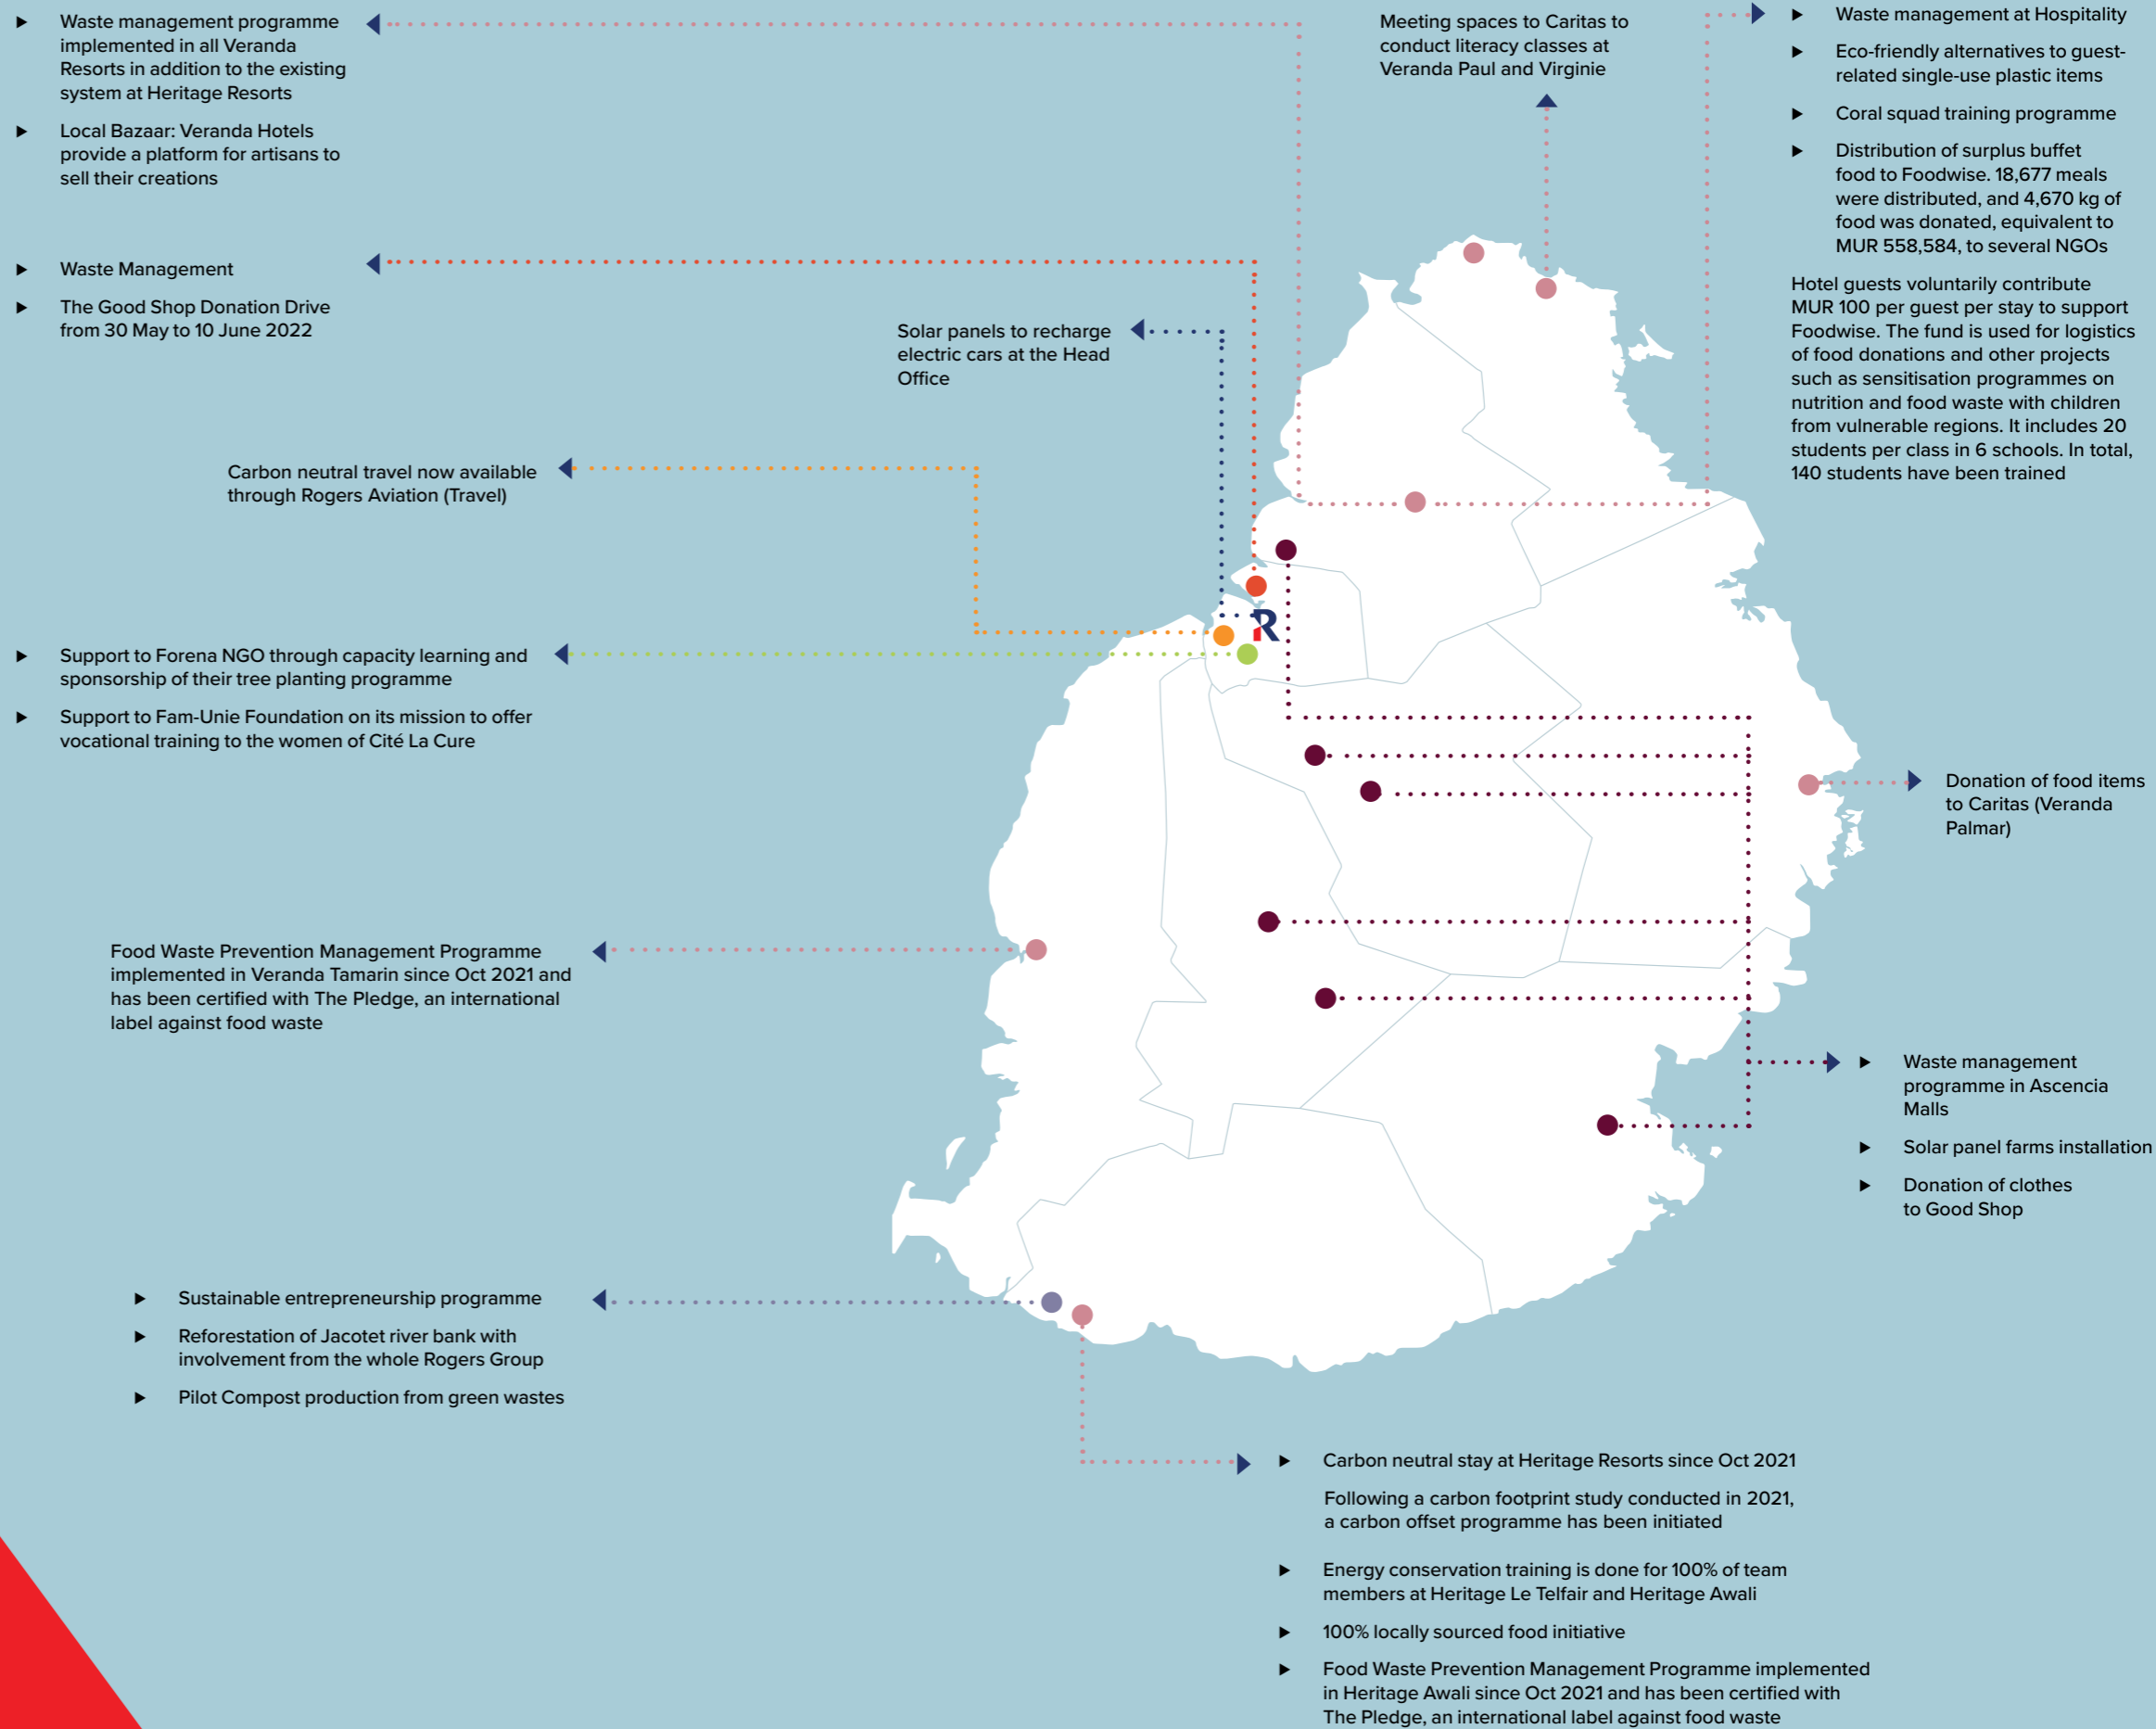 ▶ Waste management programme
implemented in all Veranda
Resorts in addition to the existing
system at Heritage Resorts
▶ Local Bazaar: Veranda Hotels
provide a platform for artisans to
sell their creations
Meeting spaces to Caritas to
conduct literacy classes at
Veranda Paul and Virginie
▶ Waste management at Hospitality
▶ Eco-friendly alternatives to guest-
related single-use plastic items
▶ Coral squad training programme
▶ Distribution of surplus buffet
food to Foodwise. 18,677 meals
were distributed, and 4,670 kg of
food was donated, equivalent to
MUR 558,584, to several NGOs
Hotel guests voluntarily contribute
MUR 100 per guest per stay to support
Foodwise. The fund is used for logistics
of food donations and other projects
such as sensitisation programmes on
nutrition and food waste with children
from vulnerable regions. It includes 20
students per class in 6 schools. In total,
140 students have been trained
▶ Waste Management
▶ The Good Shop Donation Drive
from 30 May to 10 June 2022
Solar panels to recharge
electric cars at the Head
Office
Carbon neutral travel now available
through Rogers Aviation (Travel)
R
▶ Support to Forena NGO through capacity learning and
sponsorship of their tree planting programme
▶ Support to Fam-Unie Foundation on its mission to offer
vocational training to the women of Cité La Cure
Donation of food items
to Caritas (Veranda
Palmar)
Food Waste Prevention Management Programme
implemented in Veranda Tamarin since Oct 2021 and
has been certified with The Pledge, an international
label against food waste
▶ Waste management
programme in Ascencia
Malls
▶ Solar panel farms installation
▶ Donation of clothes
to Good Shop
▶ Sustainable entrepreneurship programme
▶ Reforestation of Jacotet river bank with
involvement from the whole Rogers Group
▶ Pilot Compost production from green wastes
▶ Carbon neutral stay at Heritage Resorts since Oct 2021
Following a carbon footprint study conducted in 2021,
a carbon offset programme has been initiated
▶ Energy conservation training is done for 100% of team
members at Heritage Le Telfair and Heritage Awali
▶ 100% locally sourced food initiative
▶ Food Waste Prevention Management Programme implemented
in Heritage Awali since Oct 2021 and has been certified with
The Pledge, an international label against food waste